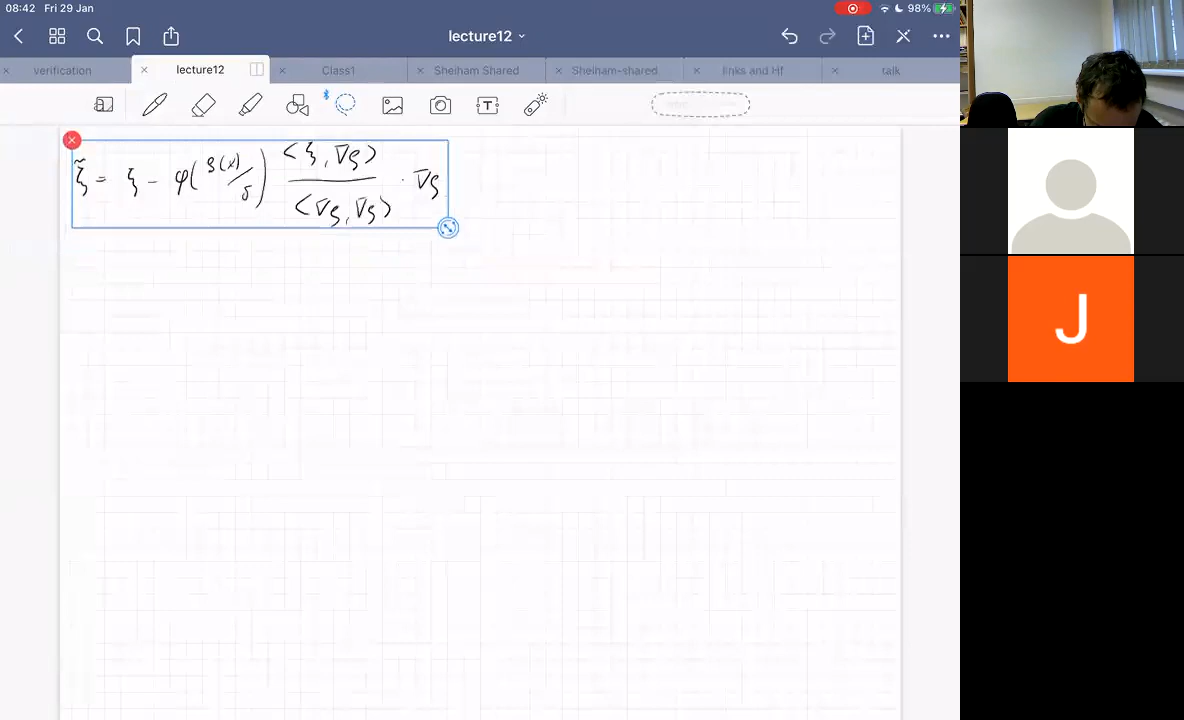 08:42 Fri 29 Jan 98%
lecture12
verification lecture12 Class1 Sheiham Shared Sheiham-shared links and Hf talk
ξ̃ = ξ − φ(ρ(x)/δ) <ξ, ∇ρ> / <∇ρ, ∇ρ> · ∇ρ
J